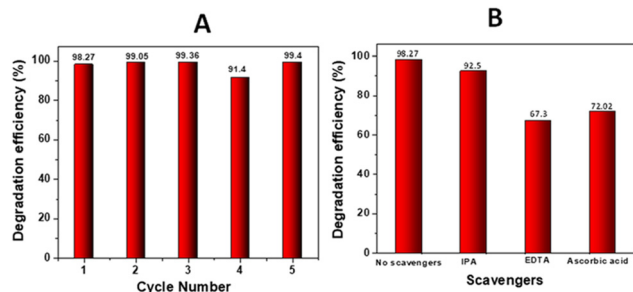 A
Degradation efficiency (%)
100
80
60
40
20
0
98.27
99.05
99.36
91.4
99.4
1
2
3
4
5
Cycle Number
B
Degradation efficiency (%)
100
80
60
40
20
0
98.27
92.5
67.3
72.02
No scavengers
IPA
EDTA
Ascorbic acid
Scavengers